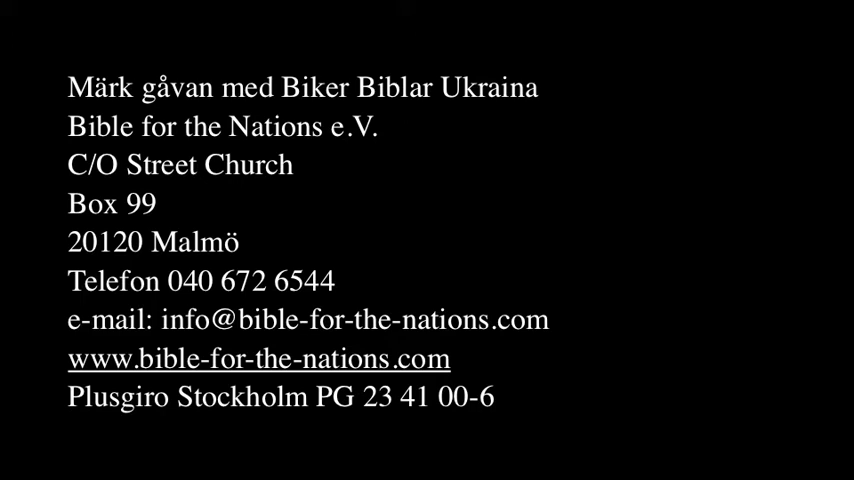 Märk gåvan med Biker Biblar Ukraina
Bible for the Nations e.V.
C/O Street Church
Box 99
20120 Malmö
Telefon 040 672 6544
e-mail: info@bible-for-the-nations.com
www.bible-for-the-nations.com
Plusgiro Stockholm PG 23 41 00-6